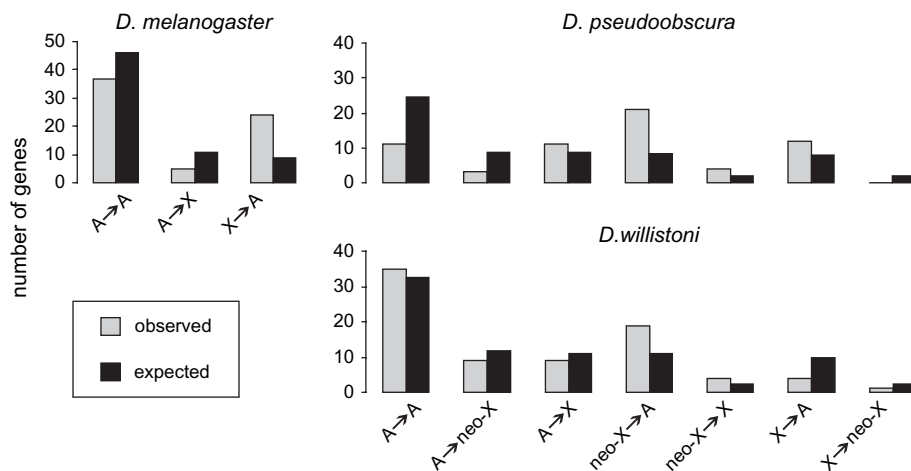 D. melanogaster
number of genes
50
40
30
20
10
0
A→A
A→X
X→A
observed
expected
D. pseudoobscura
40
30
20
10
0
D.willistoni
40
30
20
10
0
A→A
A→neo-X
A→X
neo-X→A
neo-X→X
X→A
X→neo-X